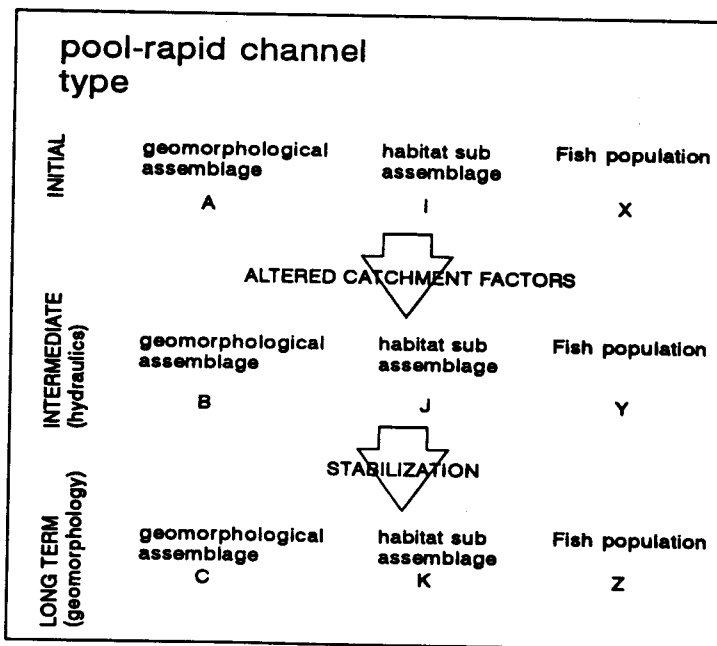 pool-rapid channel
type
INITIAL
geomorphological
assemblage
A
habitat sub
assemblage
I
Fish population
X
ALTERED CATCHMENT FACTORS
INTERMEDIATE
(hydraulics)
geomorphological
assemblage
B
habitat sub
assemblage
J
Fish population
Y
STABILIZATION
LONG TERM
(geomorphology)
geomorphological
assemblage
C
habitat sub
assemblage
K
Fish population
Z